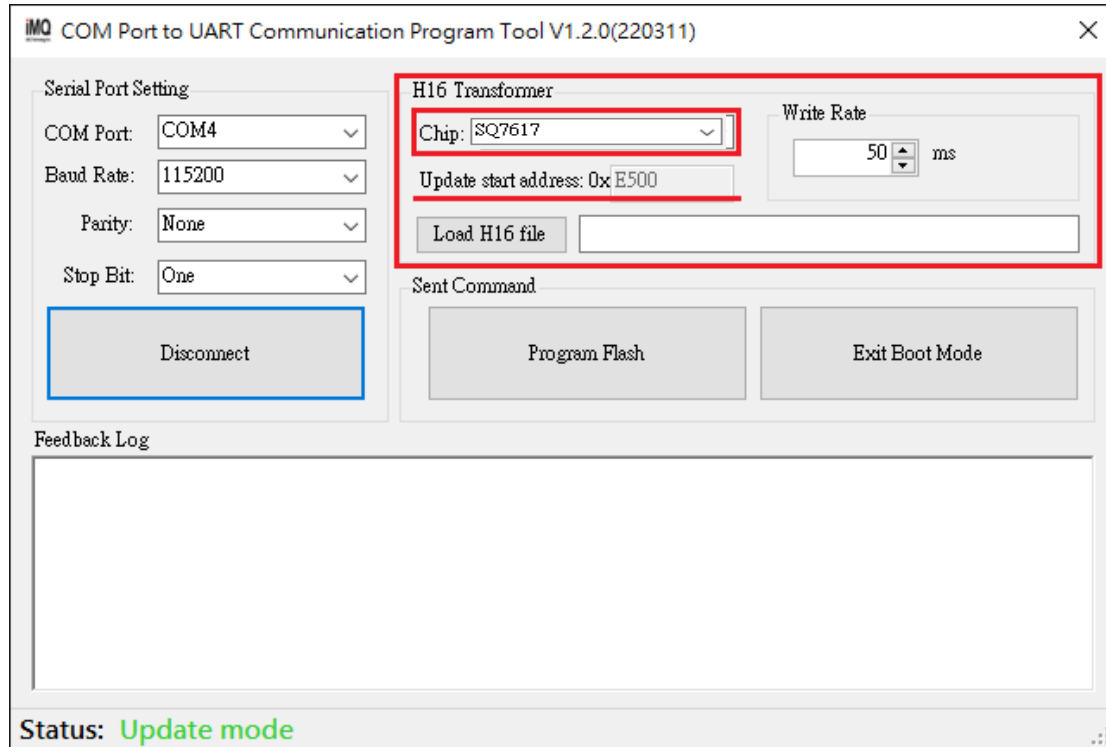 iMQ COM Port to UART Communication Program Tool V1.2.0(220311)
Serial Port Setting
COM Port: COM4
Baud Rate: 115200
Parity: None
Stop Bit: One
Disconnect
H16 Transformer
Chip: SQ7617
Update start address: 0x E500
Write Rate
50 ms
Load H16 file
Sent Command
Program Flash
Exit Boot Mode
Feedback Log
Status: Update mode